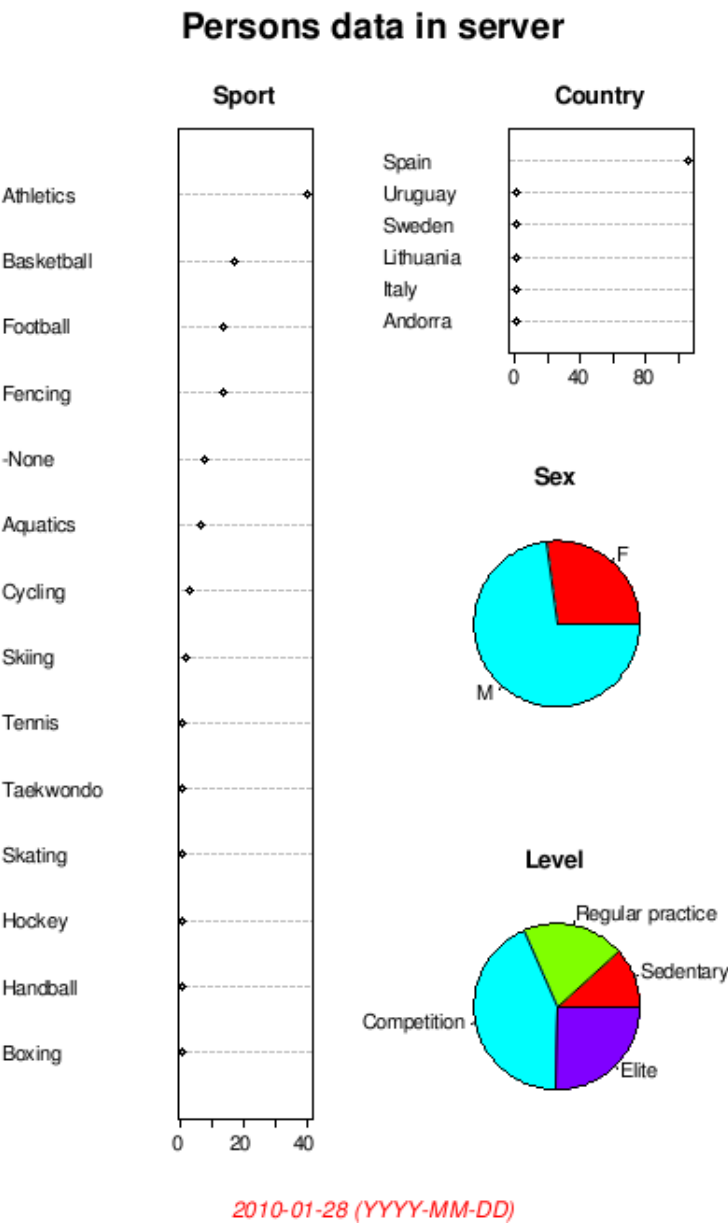 Persons data in server
Sport
Athletics
Basketball
Football
Fencing
-None
Aquatics
Cycling
Skiing
Tennis
Taekwondo
Skating
Hockey
Handball
Boxing
0 20 40
Country
Spain
Uruguay
Sweden
Lithuania
Italy
Andorra
0 40 80
Sex
F
M
Level
Regular practice
Sedentary
Competition
Elite
2010-01-28 (YYYY-MM-DD)